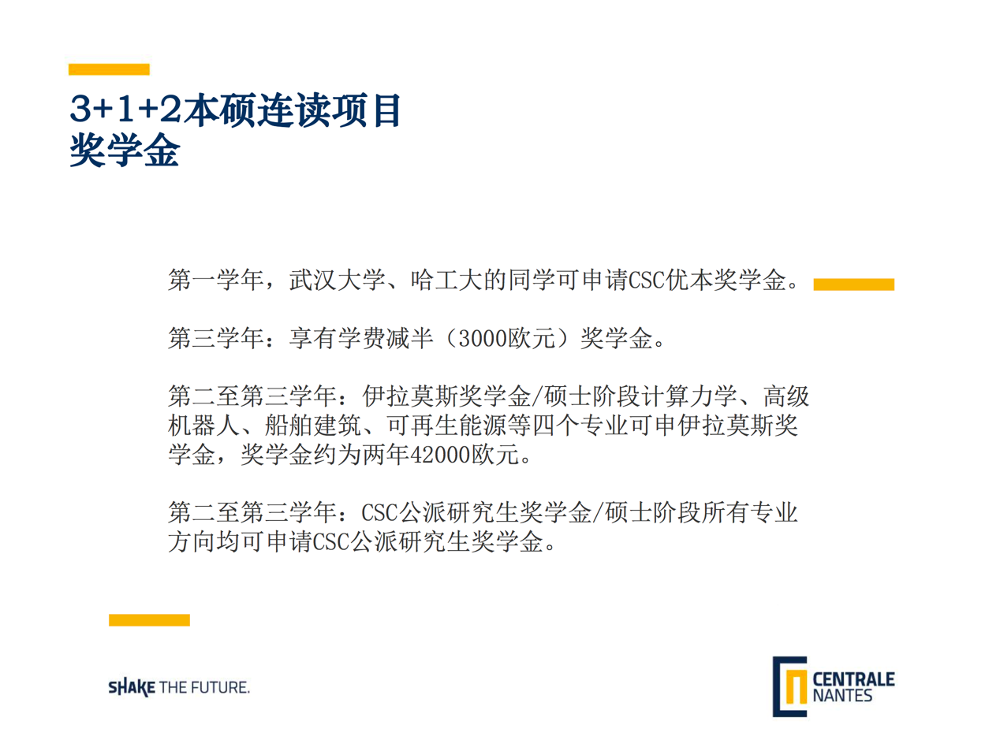 3+1+2本硕连读项目
奖学金
第一学年，武汉大学、哈工大的同学可申请CSC优本奖学金。
第三学年：享有学费减半（3000欧元）奖学金。
第二至第三学年：伊拉莫斯奖学金/硕士阶段计算力学、高级
机器人、船舶建筑、可再生能源等四个专业可申伊拉莫斯奖
学金，奖学金约为两年42000欧元。
第二至第三学年：CSC公派研究生奖学金/硕士阶段所有专业
方向均可申请CSC公派研究生奖学金。
SHAKE THE FUTURE.
CENTRALE
NANTES